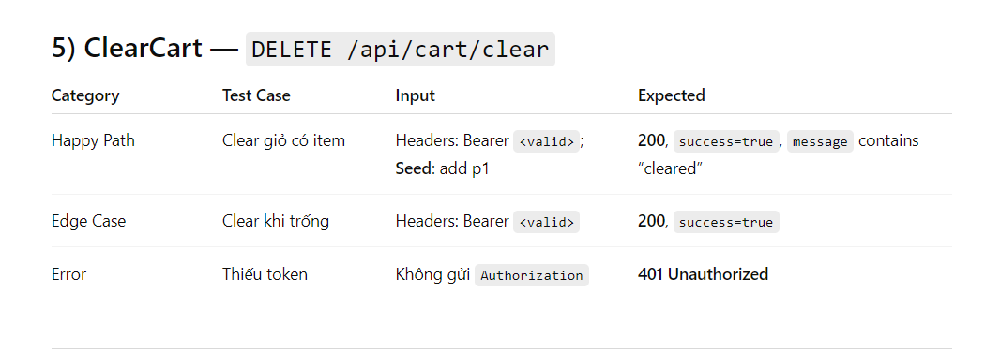 5) ClearCart — DELETE /api/cart/clear
Category Test Case Input Expected
Happy Path Clear giỏ có item Headers: Bearer <valid>; 200, success=true, message contains
Seed: add p1 “cleared”
Edge Case Clear khi trống Headers: Bearer <valid> 200, success=true
Error Thiếu token Không gửi Authorization 401 Unauthorized